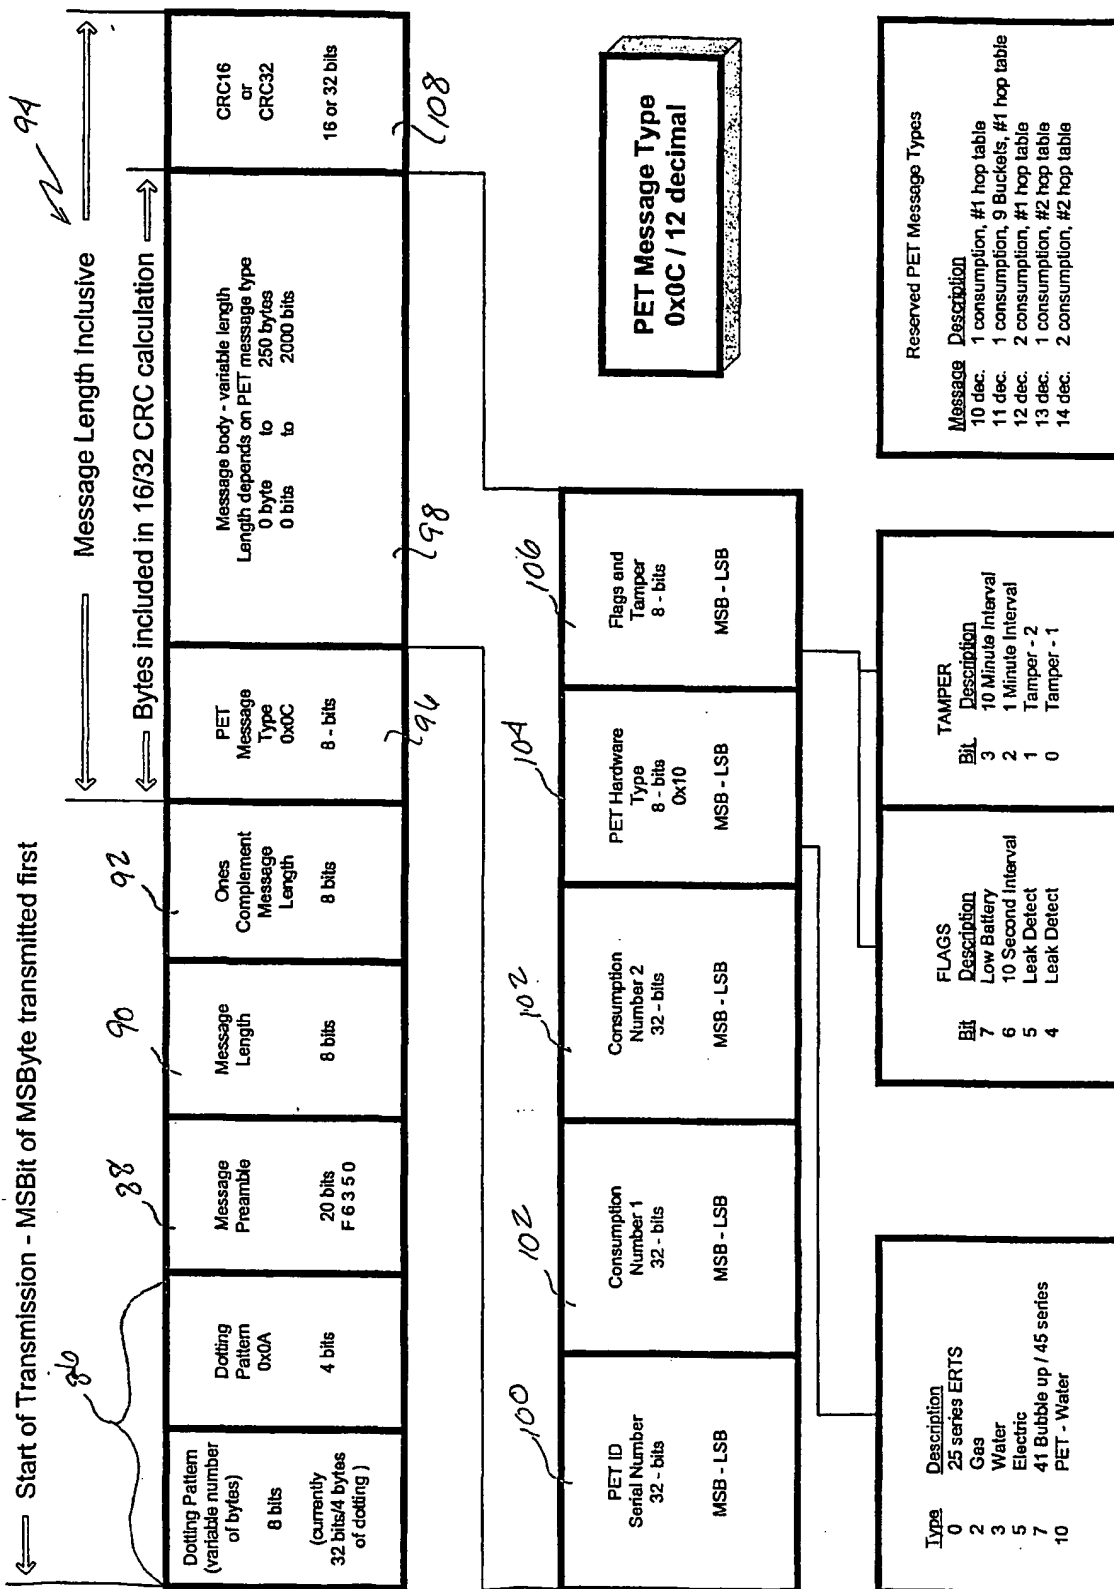 Start of Transmission - MSBit of MSByte transmitted first
Message Length Inclusive
94
Bytes included in 16/32 CRC calculation
86
88
90
92
Dotting Pattern
(variable number
of bytes)
8 bits
(currently
32 bits/4 bytes
of dotting )
Dotting
Pattern
0x0A
4 bits
Message
Preamble
20 bits
F 6 3 5 0
Message
Length
8 bits
Ones
Complement
Message
Length
8 bits
PET
Message
Type
0x0C
8 - bits
Message body - variable length
Length depends on PET message type
0 byte to 250 bytes
0 bits to 2000 bits
CRC16
or
CRC32
16 or 32 bits
96
98
108
100
102
102
104
106
PET ID
Serial Number
32 - bits
MSB - LSB
Consumption
Number 1
32 - bits
MSB - LSB
Consumption
Number 2
32 - bits
MSB - LSB
PET Hardware
Type
8 - bits
0x10
MSB - LSB
Flags and
Tamper
8 - bits
MSB - LSB
PET Message Type
0x0C / 12 decimal
Type Description
0 25 series ERTS
2 Gas
3 Water
5 Electric
7 41 Bubble up / 45 series
10 PET - Water
FLAGS
Bit Description
7 Low Battery
6 10 Second Interval
5 Leak Detect
4 Leak Detect
TAMPER
Bit Description
3 10 Minute Interval
2 1 Minute Interval
1 Tamper - 2
0 Tamper - 1
Reserved PET Message Types
Message Description
10 dec. 1 consumption, #1 hop table
11 dec. 1 consumption, 9 Buckets, #1 hop table
12 dec. 2 consumption, #1 hop table
13 dec. 1 consumption, #2 hop table
14 dec. 2 consumption, #2 hop table